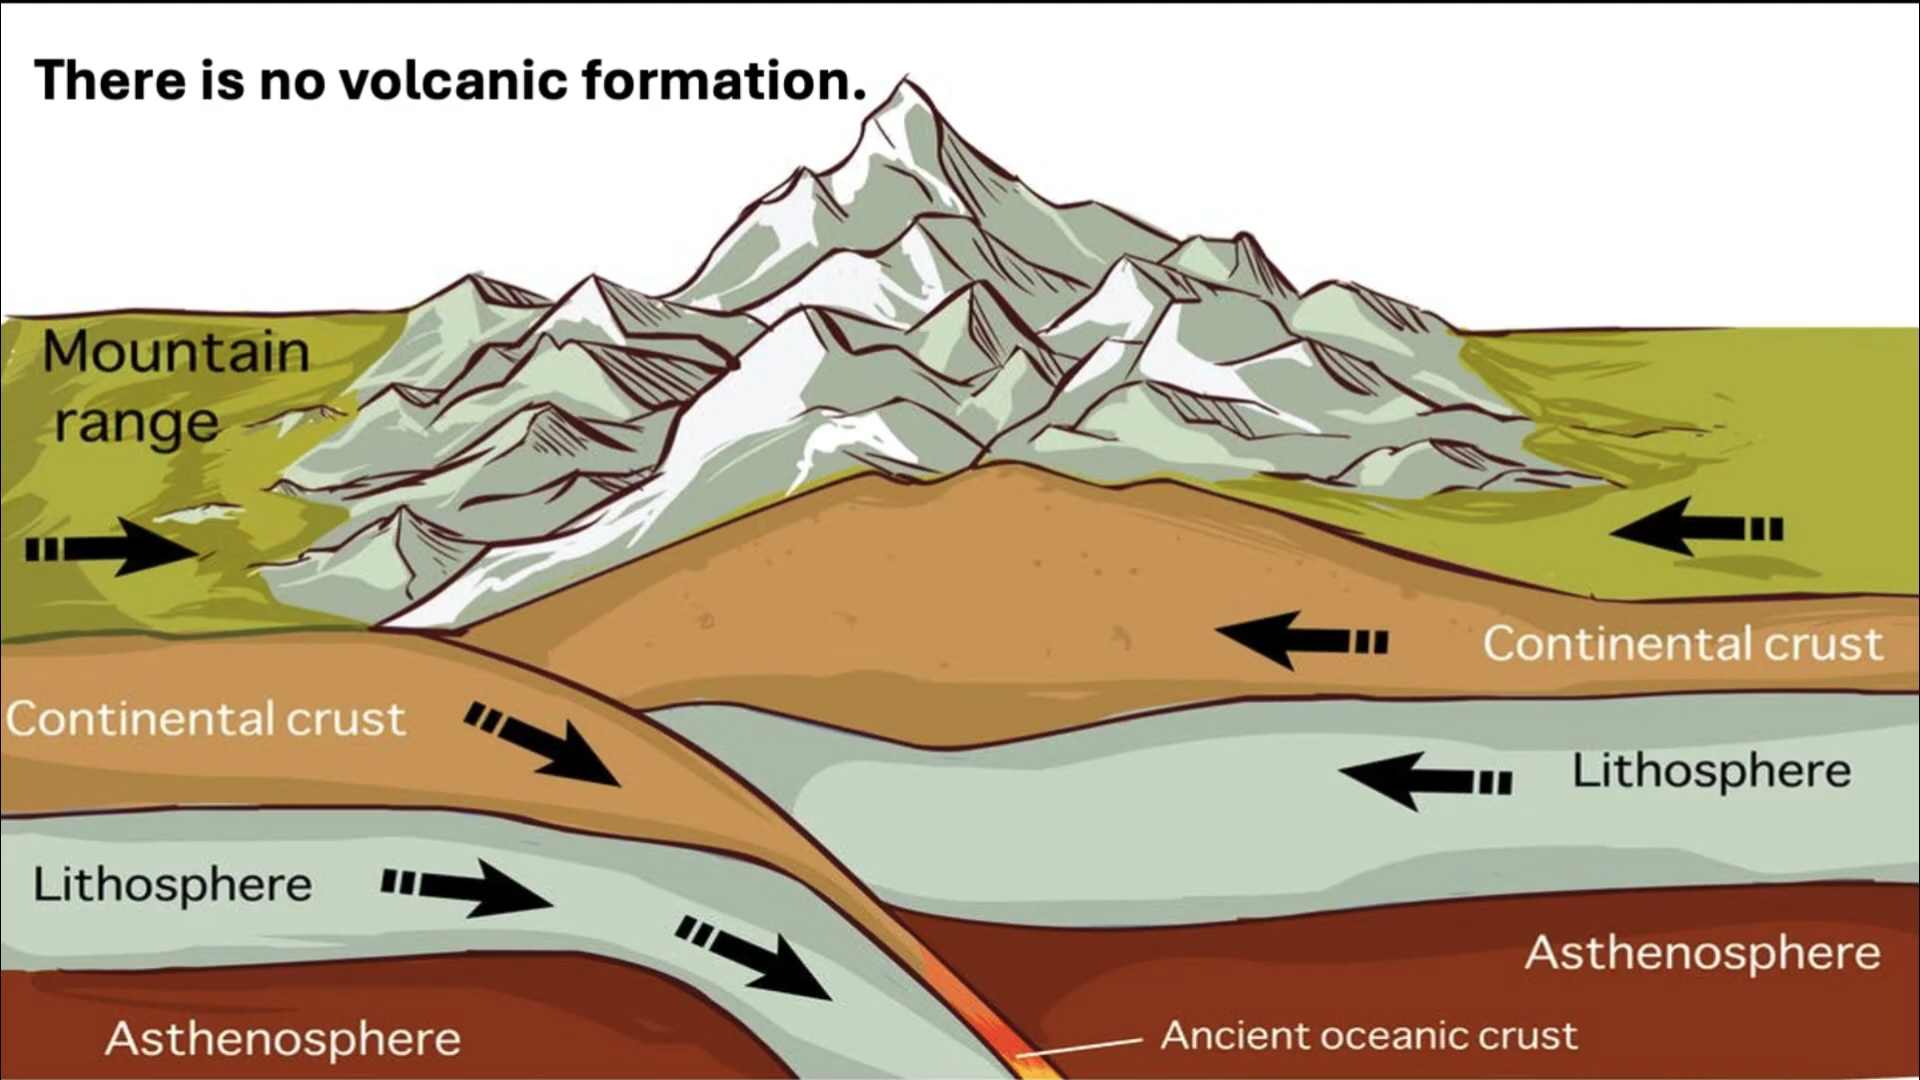 There is no volcanic formation.
Mountain
range
Continental crust
Continental crust
Lithosphere
Lithosphere
Asthenosphere
Asthenosphere
Ancient oceanic crust